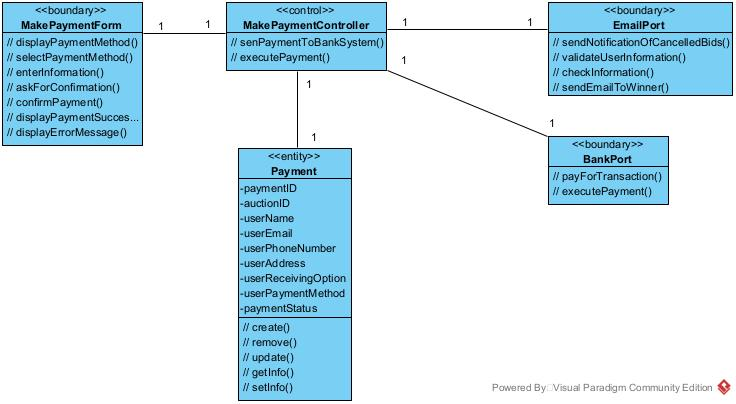 <<boundary>>
MakePaymentForm
// displayPaymentMethod()
// selectPaymentMethod()
// enterInformation()
// askForConfirmation()
// confirmPayment()
// displayPaymentSucces...
// displayErrorMessage()
1
1
<<control>>
MakePaymentController
// senPaymentToBankSystem()
// executePayment()
1
1
<<boundary>>
EmailPort
// sendNotificationOfCancelledBids()
// validateUserInformation()
// checkInformation()
// sendEmailToWinner()
1
1
<<boundary>>
BankPort
// payForTransaction()
// executePayment()
1
1
<<entity>>
Payment
-paymentID
-auctionID
-userName
-userEmail
-userPhoneNumber
-userAddress
-userReceivingOption
-userPaymentMethod
-paymentStatus
// create()
// remove()
// update()
// getInfo()
// setInfo()
Powered By Visual Paradigm Community Edition